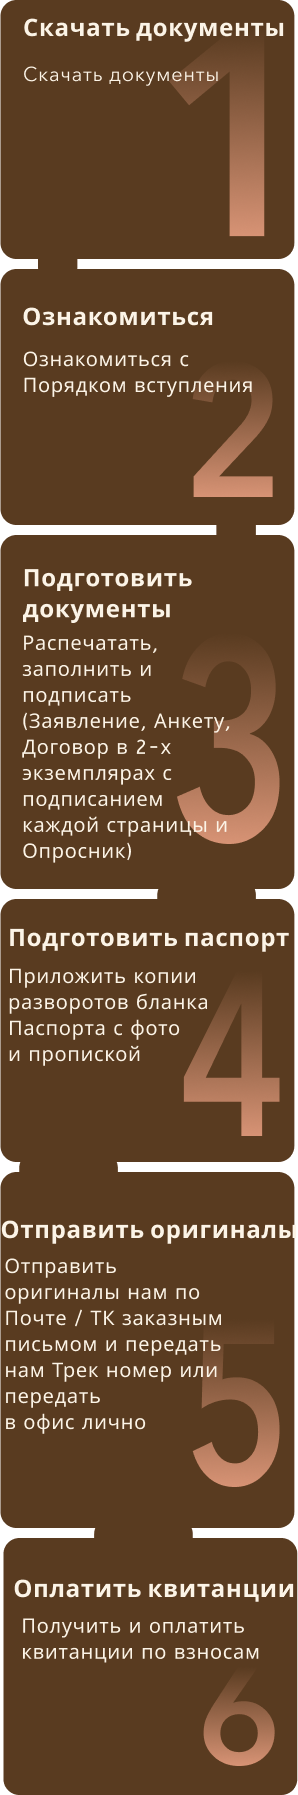 Скачать документы
Скачать документы
1
Ознакомиться
Ознакомиться с
Порядком вступления
2
Подготовить
документы
Распечатать,
заполнить и
подписать
(Заявление, Анкету,
Договор в 2-х
экземплярах с
подписанием
каждой страницы и
Опросник)
3
Подготовить паспорт
Приложить копии
разворотов бланка
Паспорта с фото
и пропиской
4
Отправить оригиналы
Отправить
оригиналы нам по
Почте / ТК заказным
письмом и передать
нам Трек номер или
передать
в офис лично
5
Оплатить квитанции
Получить и оплатить
квитанции по взносам
6